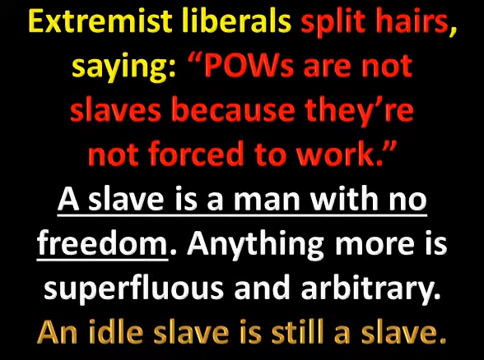 Extremist liberals split hairs,
saying: “POWs are not
slaves because they’re
not forced to work.”
A slave is a man with no
freedom. Anything more is
superfluous and arbitrary.
An idle slave is still a slave.